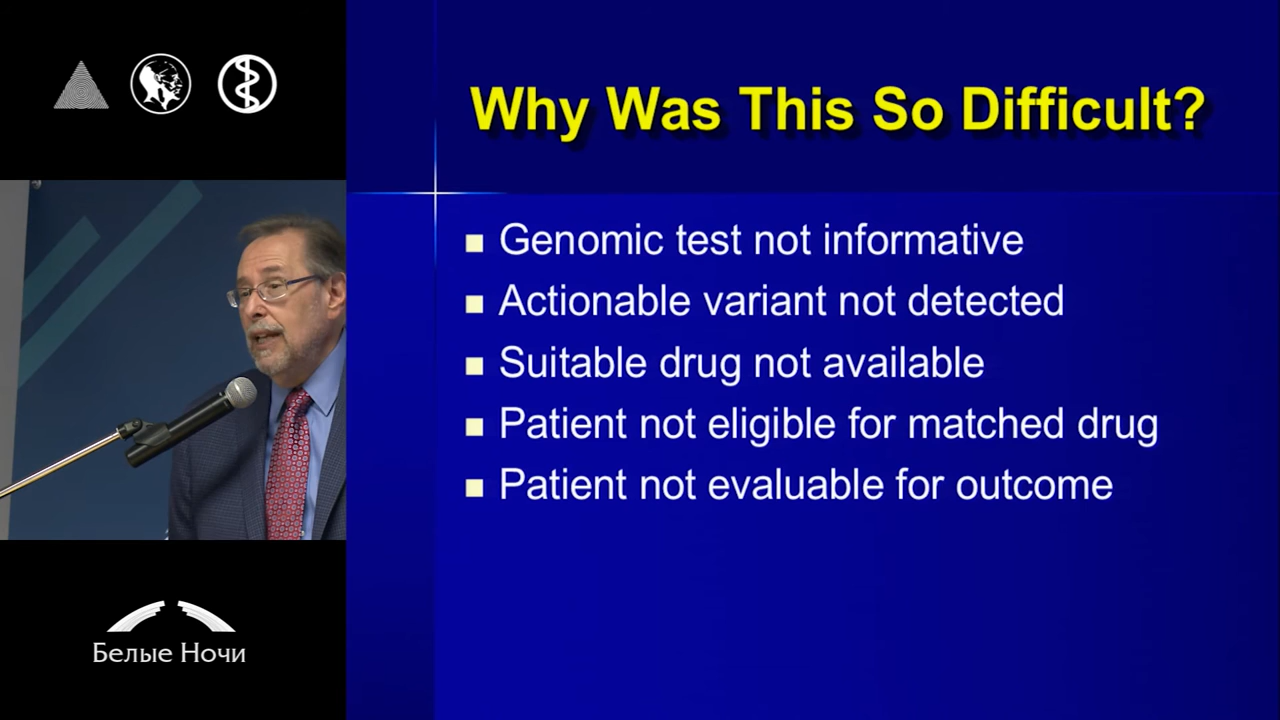 Why Was This So Difficult?
Genomic test not informative
Actionable variant not detected
Suitable drug not available
Patient not eligible for matched drug
Patient not evaluable for outcome
Белые Ночи